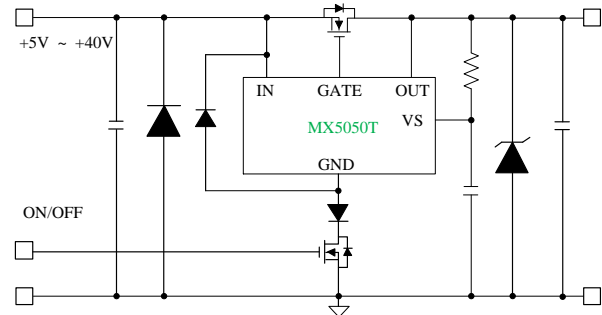 +5V ~ +40V
IN GATE OUT
VS
MX5050T
GND
ON/OFF